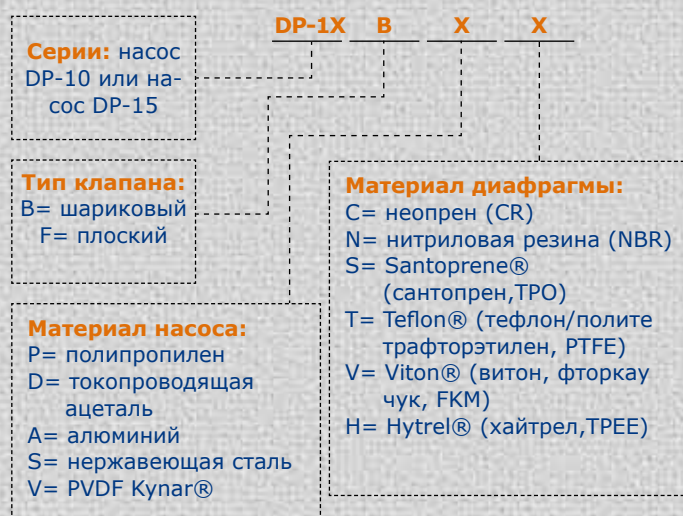 DP-1X B X X
Серии: насос
DP-10 или на-
сос DP-15
Тип клапана:
B= шариковый
F= плоский
Материал насоса:
P= полипропилен
D= токопроводящая
ацеталь
A= алюминий
S= нержавеющая сталь
V= PVDF Kynar®
Материал диафрагмы:
C= неопрен (CR)
N= нитриловая резина (NBR)
S= Santoprene®
(сантопрен,TPO)
T= Teflon® (тефлон/полите
трафторэтилен, PTFE)
V= Viton® (витон, фторкау
чук, FKM)
H= Hytrel® (хайтрел,TPEE)